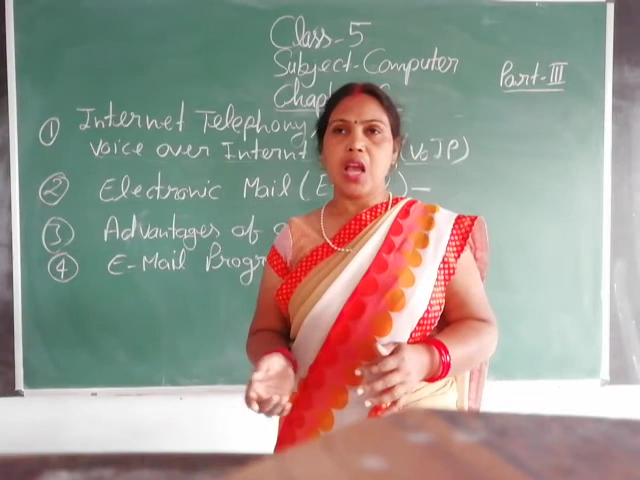 Class-5
Subject-Computer
Part-III
① Internet Telephony
Voice over Internt (VoIP)
② Electronic Mail (E ) -
③ Advantages of
④ E-Mail